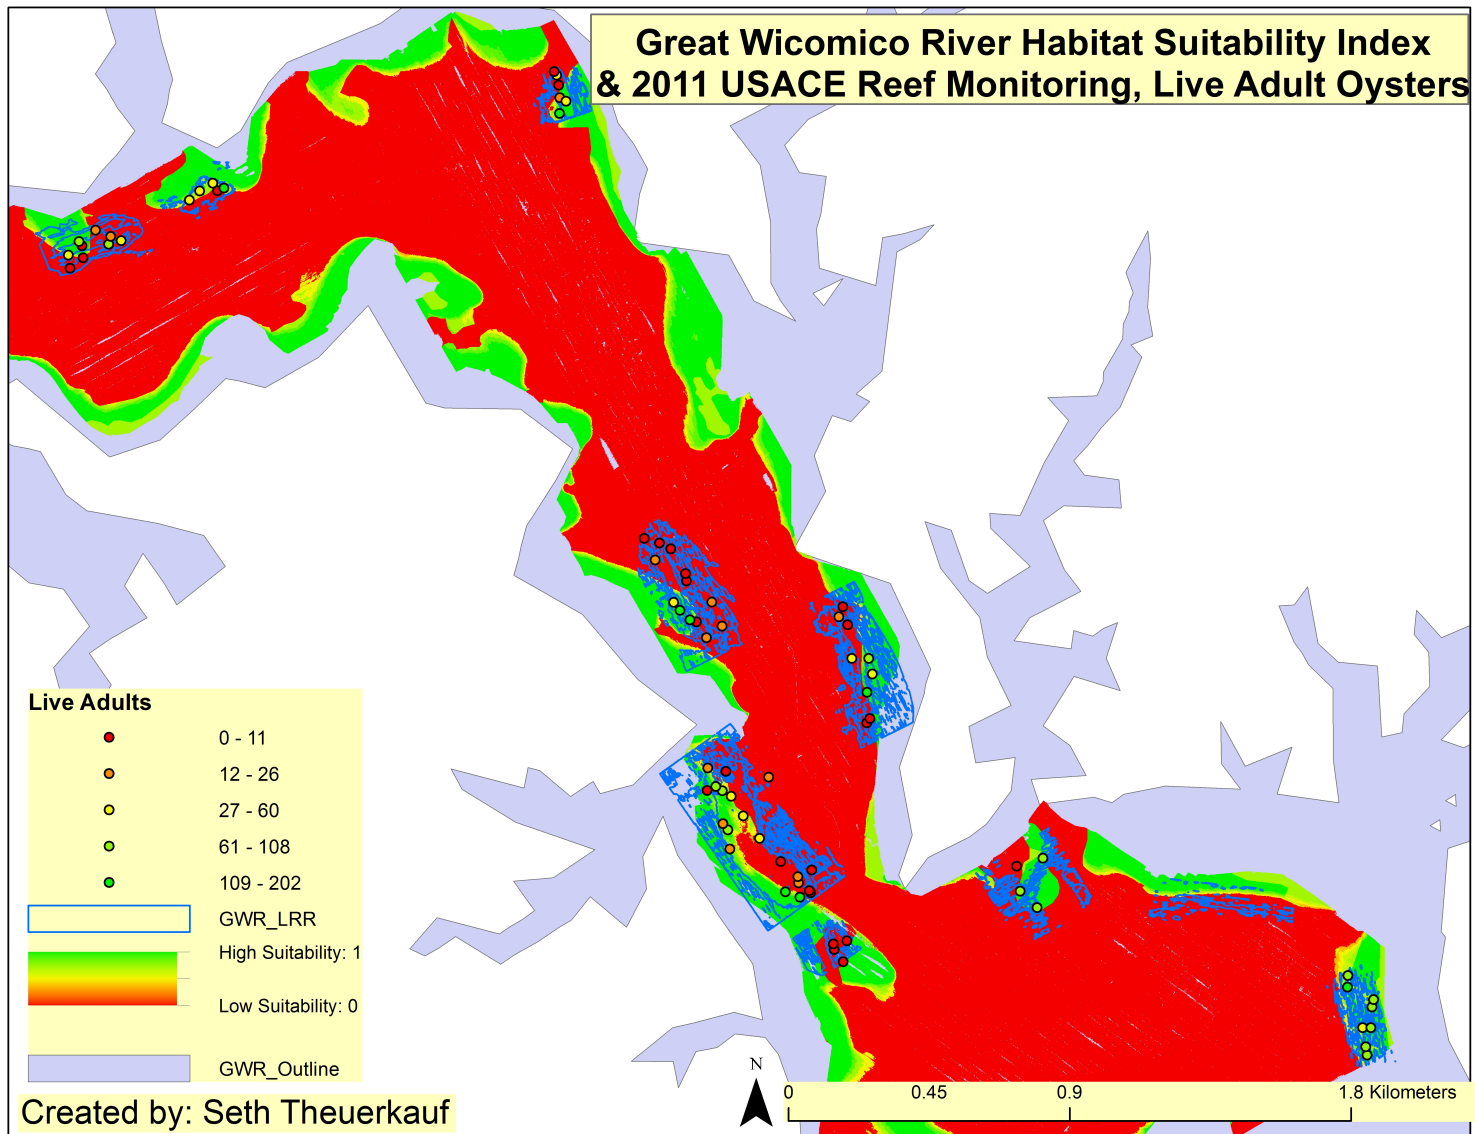 Great Wicomico River Habitat Suitability Index
& 2011 USACE Reef Monitoring, Live Adult Oysters
Live Adults
0 - 11
12 - 26
27 - 60
61 - 108
109 - 202
GWR_LRR
High Suitability: 1
Low Suitability: 0
GWR_Outline
Created by: Seth Theuerkauf
N
0 0.45 0.9 1.8 Kilometers